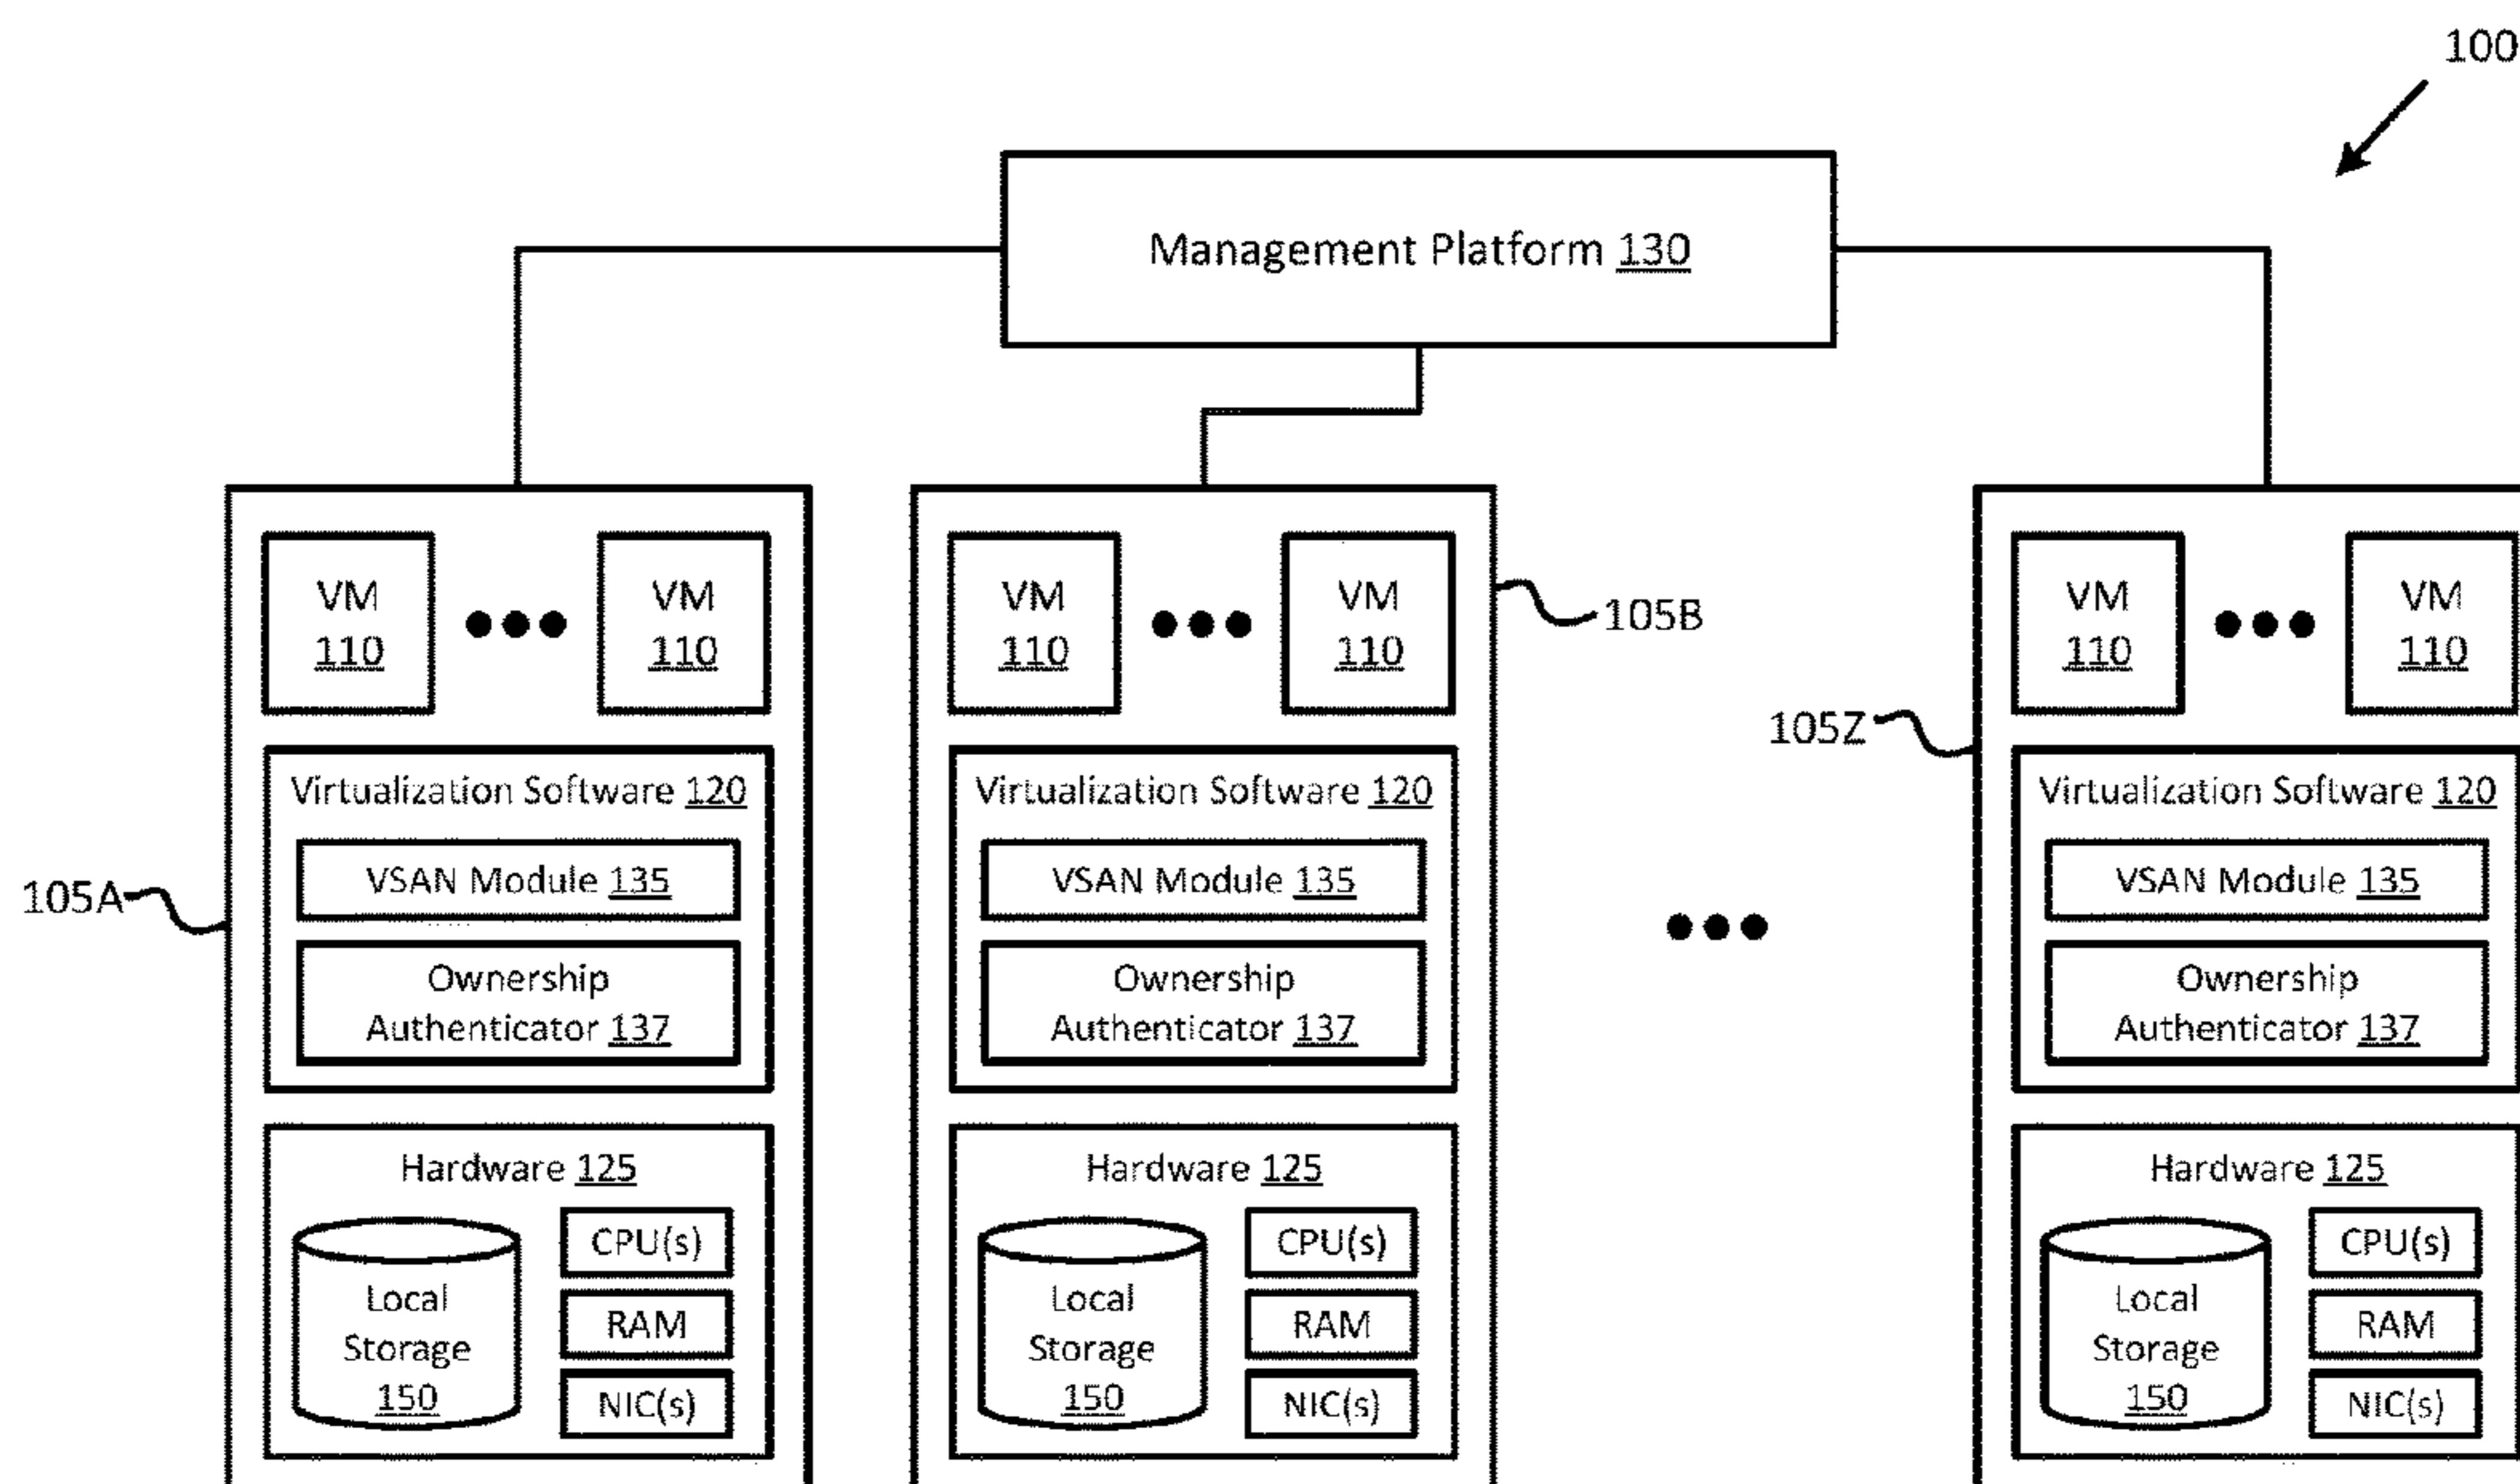 100
Management Platform 130
VM
110
VM
110
VM
110
VM
110
105B
VM
110
VM
110
105Z
Virtualization Software 120
Virtualization Software 120
Virtualization Software 120
VSAN Module 135
VSAN Module 135
VSAN Module 135
105A
Ownership
Authenticator 137
Ownership
Authenticator 137
Ownership
Authenticator 137
Hardware 125
Hardware 125
Hardware 125
Local
Storage
150
CPU(s)
RAM
NIC(s)
Local
Storage
150
CPU(s)
RAM
NIC(s)
Local
Storage
150
CPU(s)
RAM
NIC(s)